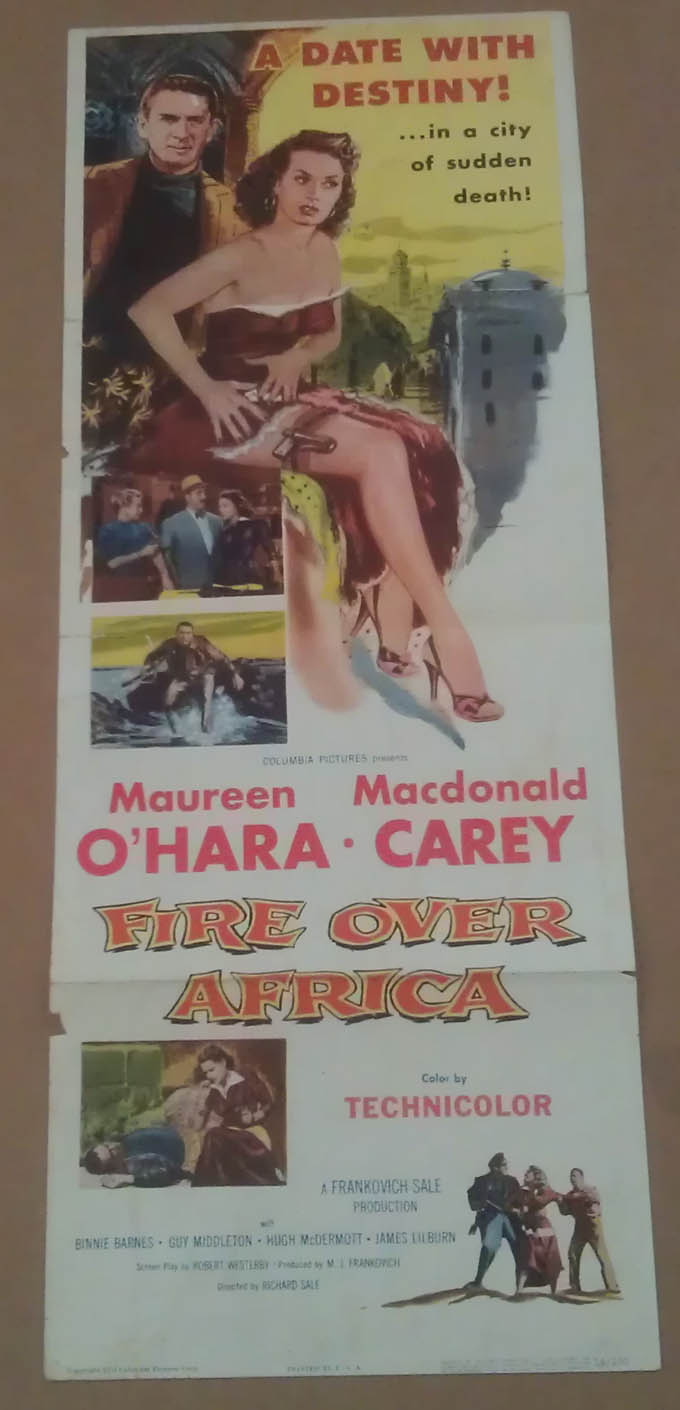 A DATE WITH
DESTINY!
...in a city
of sudden
death!
COLUMBIA PICTURES presents
Maureen Macdonald
O'HARA · CAREY
FIRE OVER
AFRICA
Color by
TECHNICOLOR
A FRANKOVICH-SALE
PRODUCTION
with
BINNIE BARNES · GUY MIDDLETON · HUGH McDERMOTT · JAMES LILBURN
Screen Play by ROBERT WESTERBY · Produced by M. J. FRANKOVICH
Directed by RICHARD SALE